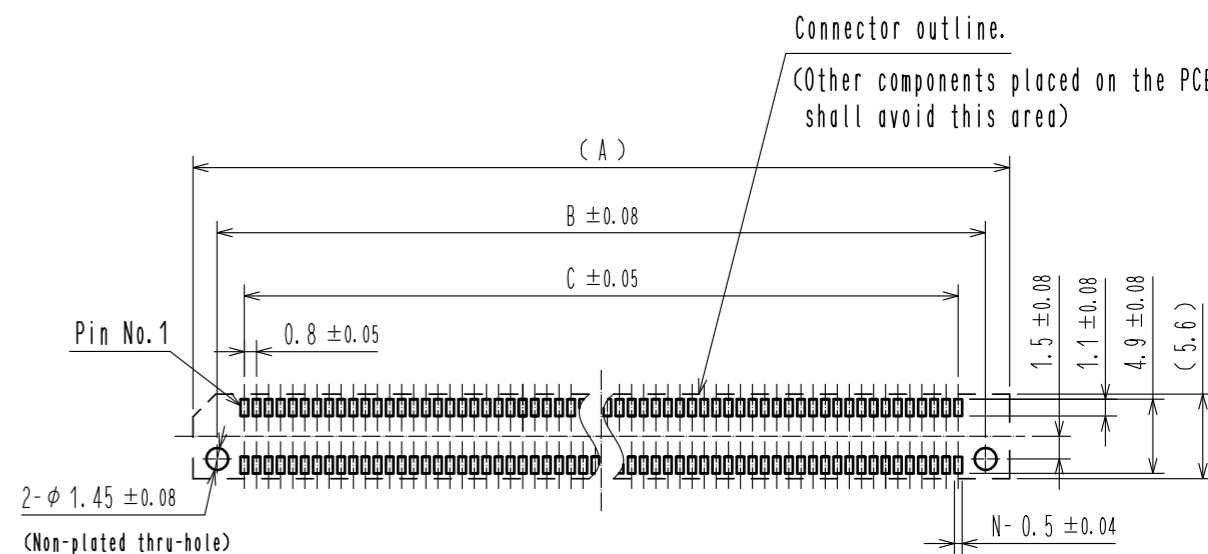 Connector outline.
(Other components placed on the PCB
shall avoid this area)
(A)
B ±0.08
C ±0.05
Pin No.1
0.8 ±0.05
1.5 ±0.08
1.1 ±0.08
4.9 ±0.08
(5.6)
2-φ1.45 ±0.08
(Non-plated thru-hole)
N-0.5 ±0.04